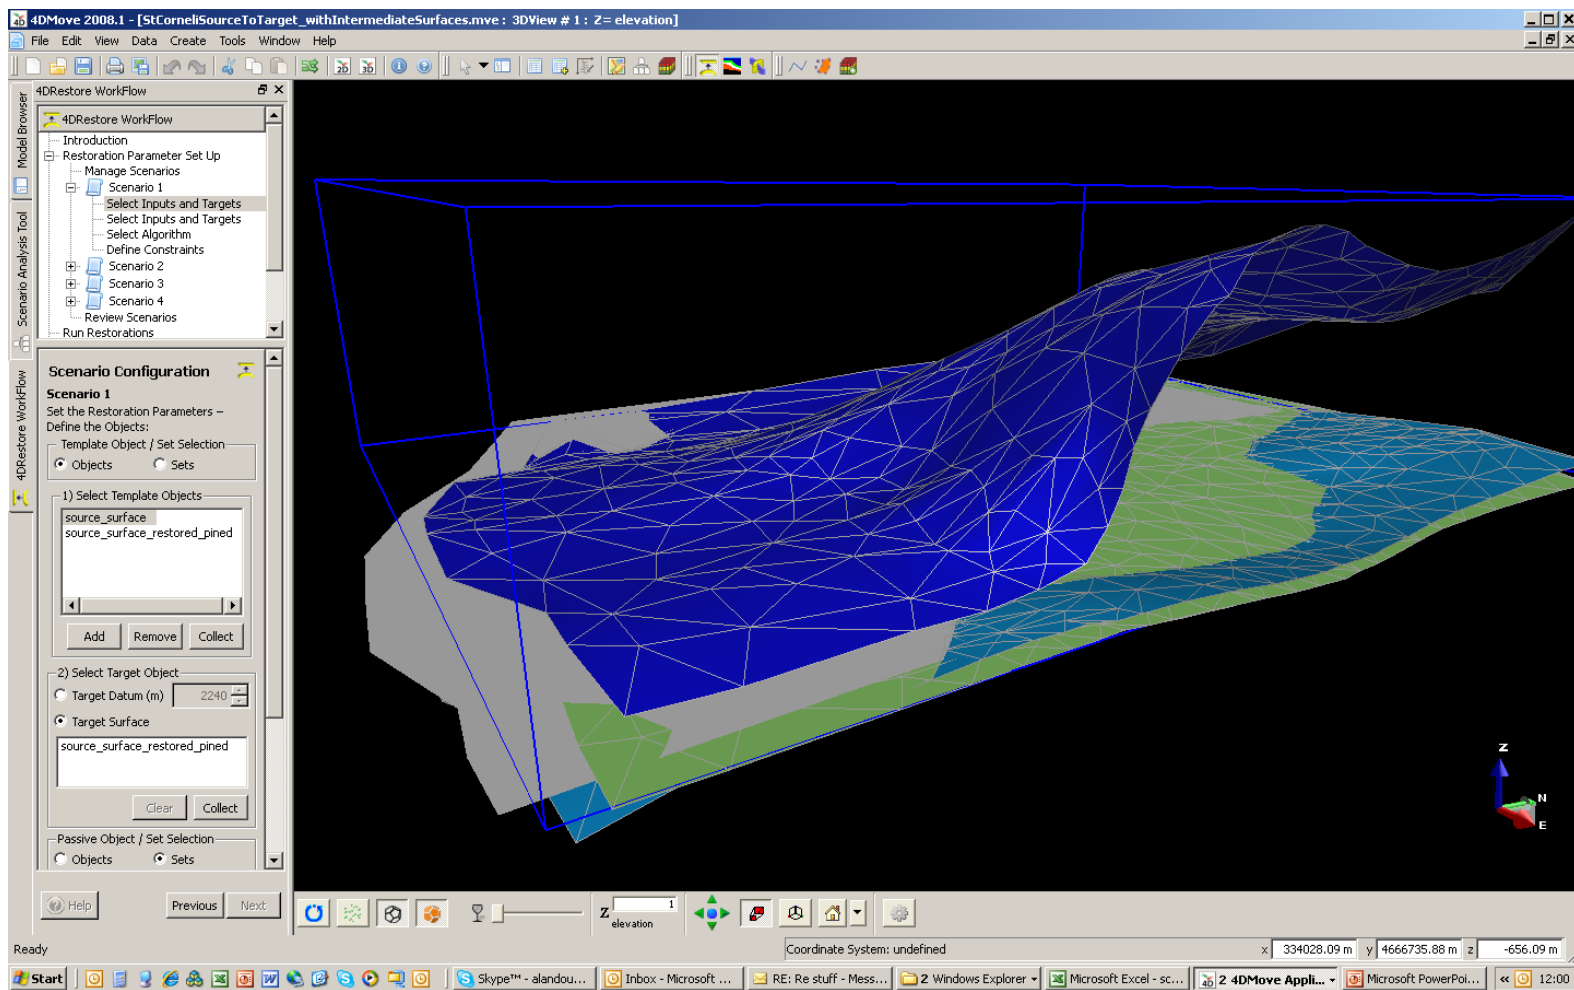 4DMove 2008.1 - [StCorneliSourceToTarget_withIntermediateSurfaces.mve : 3DView # 1 : Z= elevation]
File Edit View Data Create Tools Window Help
2D 3D
4DRestore WorkFlow
Model Browser
Scenario Analysis Tool
4DRestore WorkFlow
4DRestore WorkFlow
Introduction
Restoration Parameter Set Up
Manage Scenarios
Scenario 1
Select Inputs and Targets
Select Inputs and Targets
Select Algorithm
Define Constraints
Scenario 2
Scenario 3
Scenario 4
Review Scenarios
Run Restorations
Scenario Configuration
Scenario 1
Set the Restoration Parameters –
Define the Objects:
Template Object / Set Selection
Objects Sets
1) Select Template Objects
source_surface
source_surface_restored_pined
Add Remove Collect
2) Select Target Object
Target Datum (m) 2240
Target Surface
source_surface_restored_pined
Clear Collect
Passive Object / Set Selection
Objects Sets
Help Previous Next
Z
N
E
Z 1
elevation
Ready Coordinate System: undefined x 334028.09 m y 4666735.88 m z -656.09 m
Start Skype™ - alandou... Inbox - Microsoft ... RE: Re stuff - Mess... 2 Windows Explorer Microsoft Excel - sc... 2 4DMove Appli... Microsoft PowerPoi... « 12:00